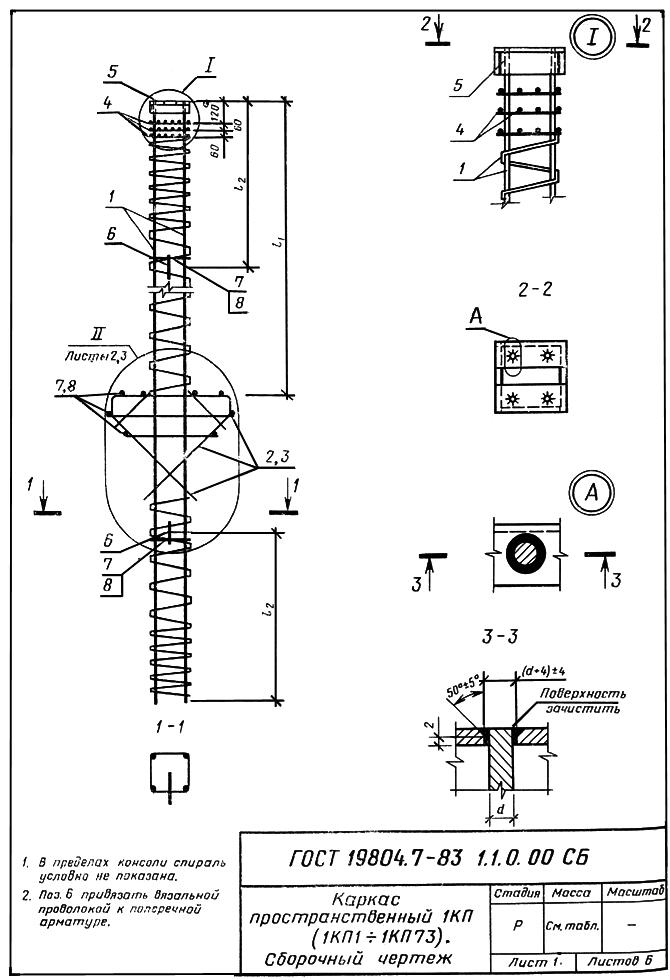 2
2
I
I
5
5
4
120
60
60
l₂
l₁
4
1
1
6
7
8
2-2
A
II
Листы 2,3
7,8
2,3
1
1
A
6
7
8
l₂
3
3
3-3
50°±5°
(d+4)±4
Поверхность
зачистить
2
d
1-1
1. В пределах консоли спираль
условно не показана.
2. Поз. 6 привязать вязальной
проволокой к поперечной
арматуре.
ГОСТ 19804.7-83 1.1.0.00 СБ
Каркас
пространственный 1КП
(1КП1÷1КП73).
Сборочный чертеж
Стадия Масса Масштаб
Р См. табл. –
Лист 1. Листов 6